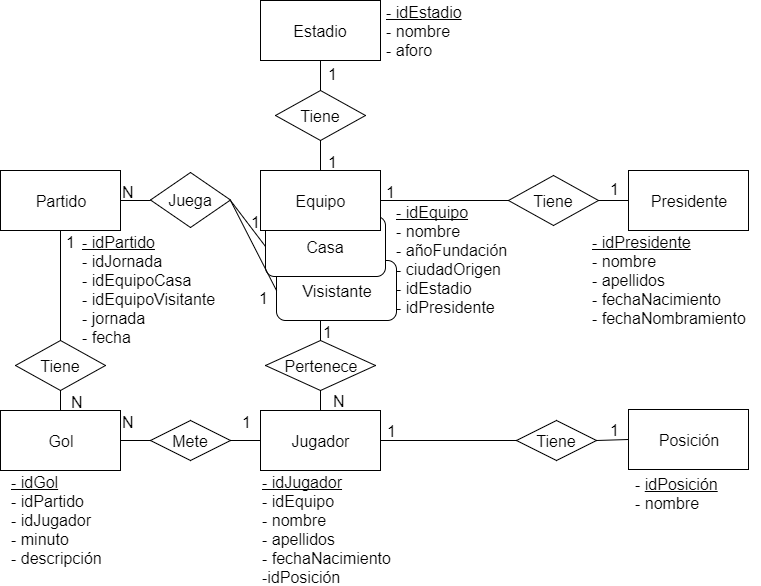 Estadio
- idEstadio
- nombre
- aforo
1
Tiene
1
Partido
N
Juega
1
1
Equipo
Casa
Visistante
- idEquipo
- nombre
- añoFundación
- ciudadOrigen
- idEstadio
- idPresidente
1
Tiene
1
Presidente
- idPresidente
- nombre
- apellidos
- fechaNacimiento
- fechaNombramiento
1
- idPartido
- idJornada
- idEquipoCasa
- idEquipoVisitante
- jornada
- fecha
Tiene
N
1
Pertenece
N
Gol
N
Mete
1
Jugador
1
Tiene
1
Posición
- idGol
- idPartido
- idJugador
- minuto
- descripción
- idJugador
- idEquipo
- nombre
- apellidos
- fechaNacimiento
-idPosición
- idPosición
- nombre